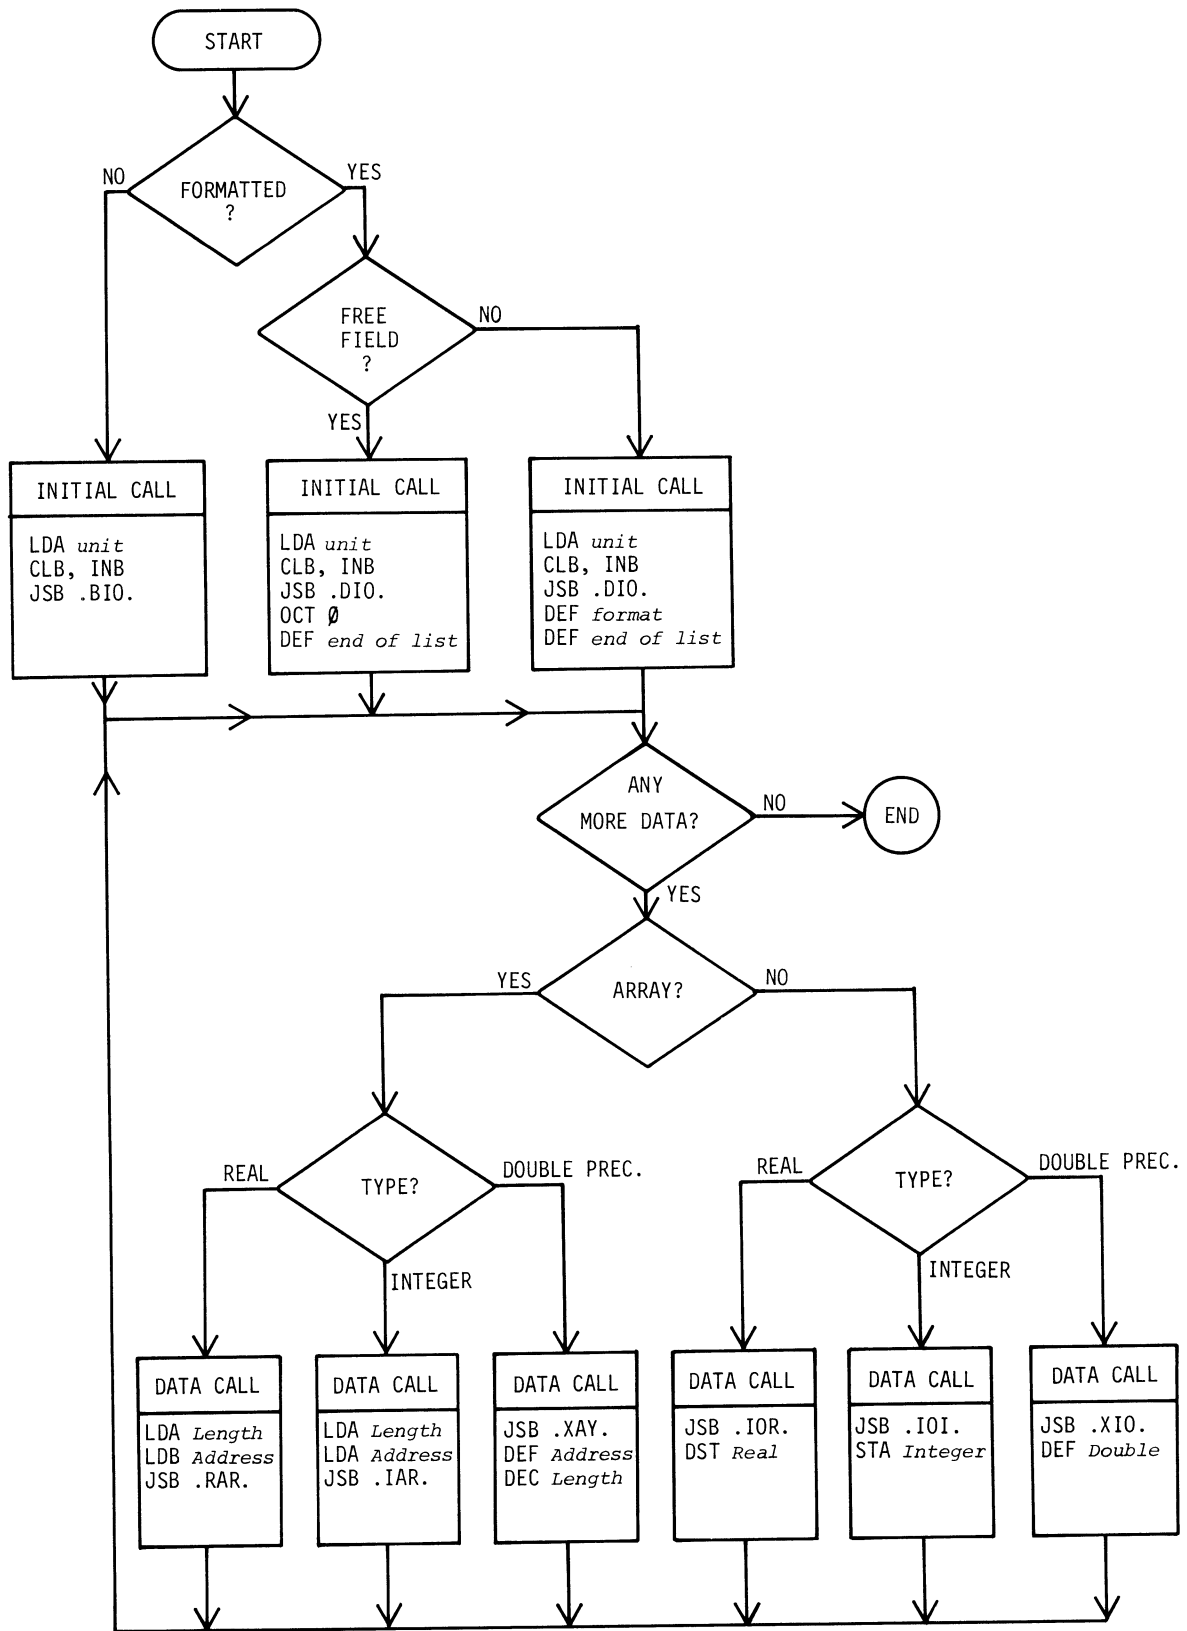 START
FORMATTED
?
NO
YES
FREE
FIELD
?
NO
YES
INITIAL CALL
LDA unit
CLB, INB
JSB .BIO.
INITIAL CALL
LDA unit
CLB, INB
JSB .DIO.
OCT Ø
DEF end of list
INITIAL CALL
LDA unit
CLB, INB
JSB .DIO.
DEF format
DEF end of list
ANY
MORE DATA?
NO
END
YES
ARRAY?
YES
NO
TYPE?
REAL
DOUBLE PREC.
INTEGER
TYPE?
REAL
DOUBLE PREC.
INTEGER
DATA CALL
LDA Length
LDB Address
JSB .RAR.
DATA CALL
LDA Length
LDA Address
JSB .IAR.
DATA CALL
JSB .XAY.
DEF Address
DEC Length
DATA CALL
JSB .IOR.
DST Real
DATA CALL
JSB .IOI.
STA Integer
DATA CALL
JSB .XIO.
DEF Double